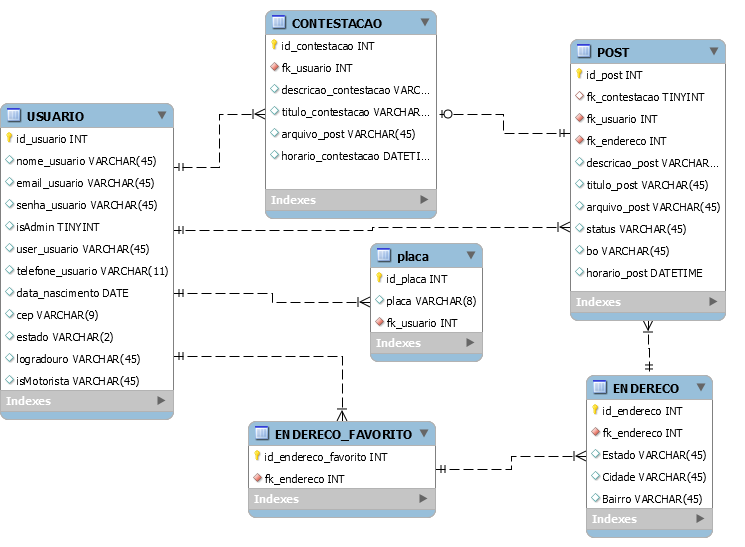 CONTESTACAO
id_contestacao INT
fk_usuario INT
descricao_contestacao VARC...
titulo_contestacao VARCHAR...
arquivo_post VARCHAR(45)
horario_contestacao DATETI...
Indexes
POST
id_post INT
fk_contestacao TINYINT
fk_usuario INT
fk_endereco INT
descricao_post VARCHAR...
titulo_post VARCHAR(45)
arquivo_post VARCHAR(45)
status VARCHAR(45)
bo VARCHAR(45)
horario_post DATETIME
Indexes
USUARIO
id_usuario INT
nome_usuario VARCHAR(45)
email_usuario VARCHAR(45)
senha_usuario VARCHAR(45)
isAdmin TINYINT
user_usuario VARCHAR(45)
telefone_usuario VARCHAR(11)
data_nascimento DATE
cep VARCHAR(9)
estado VARCHAR(2)
logradouro VARCHAR(45)
isMotorista VARCHAR(45)
Indexes
placa
id_placa INT
placa VARCHAR(8)
fk_usuario INT
Indexes
ENDERECO_FAVORITO
id_endereco_favorito INT
fk_endereco INT
Indexes
ENDERECO
id_endereco INT
fk_endereco INT
Estado VARCHAR(45)
Cidade VARCHAR(45)
Bairro VARCHAR(45)
Indexes